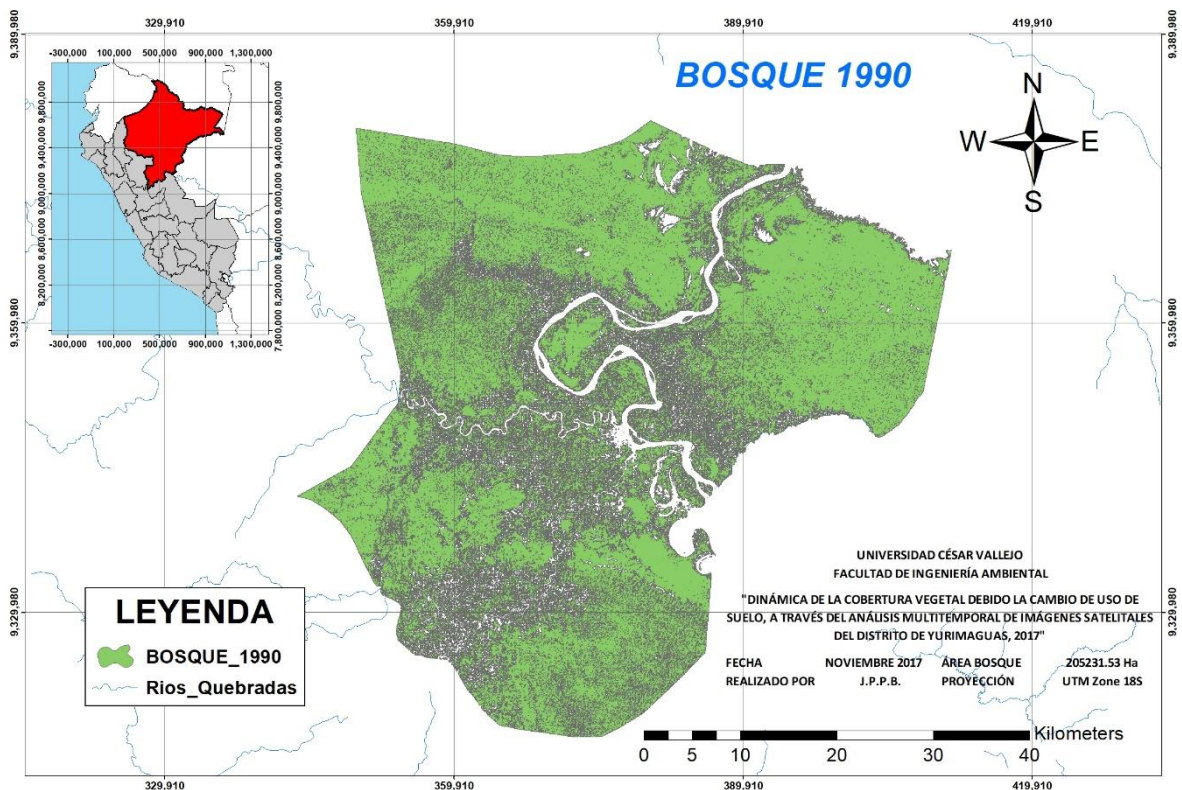 329,910 359,910 389,910 419,910
9,389,980 9,389,980
-300,000 100,000 500,000 900,000 1,300,000
9,800,000 9,800,000
9,400,000 9,400,000
9,000,000 9,000,000
8,600,000 8,600,000
8,200,000 8,200,000
7,800,000
-300,000 100,000 500,000 900,000 1,300,000
BOSQUE 1990
N
W E
S
9,359,980 9,359,980
9,329,980 9,329,980
UNIVERSIDAD CÉSAR VALLEJO
FACULTAD DE INGENIERÍA AMBIENTAL
"DINÁMICA DE LA COBERTURA VEGETAL DEBIDO LA CAMBIO DE USO DE
SUELO, A TRAVÉS DEL ANÁLISIS MULTITEMPORAL DE IMÁGENES SATELITALES
DEL DISTRITO DE YURIMAGUAS, 2017"
FECHA NOVIEMBRE 2017 ÁREA BOSQUE 205231.53 Ha
REALIZADO POR J.P.P.B. PROYECCIÓN UTM Zone 18S
LEYENDA
BOSQUE_1990
Rios_Quebradas
Kilometers
0 5 10 20 30 40
329,910 359,910 389,910 419,910